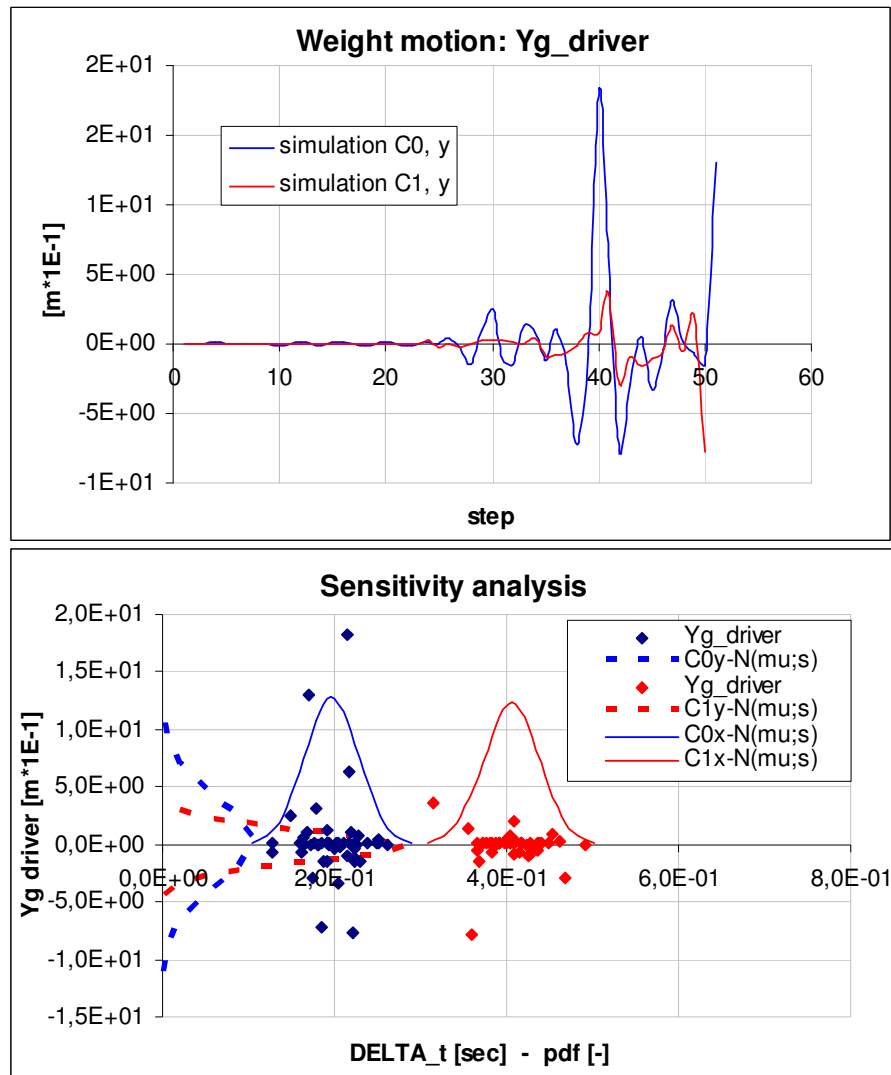 Weight motion: Yg_driver
2E+01
2E+01
1E+01
5E+00
0E+00
-5E+00
-1E+01
[m*1E-1]
simulation C0, y
simulation C1, y
0 10 20 30 40 50 60
step
Sensitivity analysis
2,0E+01
1,5E+01
1,0E+01
5,0E+00
0,0E+00
-5,0E+00
-1,0E+01
-1,5E+01
Yg driver [m*1E-1]
Yg_driver
C0y-N(mu;s)
Yg_driver
C1y-N(mu;s)
C0x-N(mu;s)
C1x-N(mu;s)
0,0E+00 2,0E-01 4,0E-01 6,0E-01 8,0E-01
DELTA_t [sec] - pdf [-]